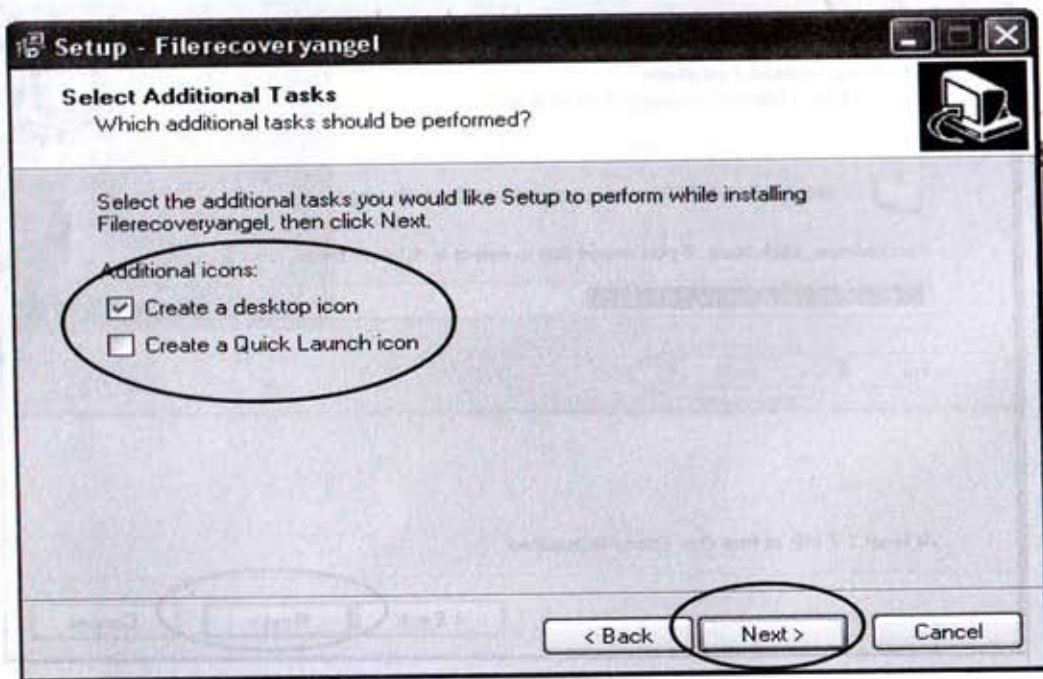 Setup - Filerecoveryangel
Select Additional Tasks
Which additional tasks should be performed?
Select the additional tasks you would like Setup to perform while installing
Filerecoveryangel, then click Next.
Additional icons:
Create a desktop icon
Create a Quick Launch icon
< Back
Next >
Cancel